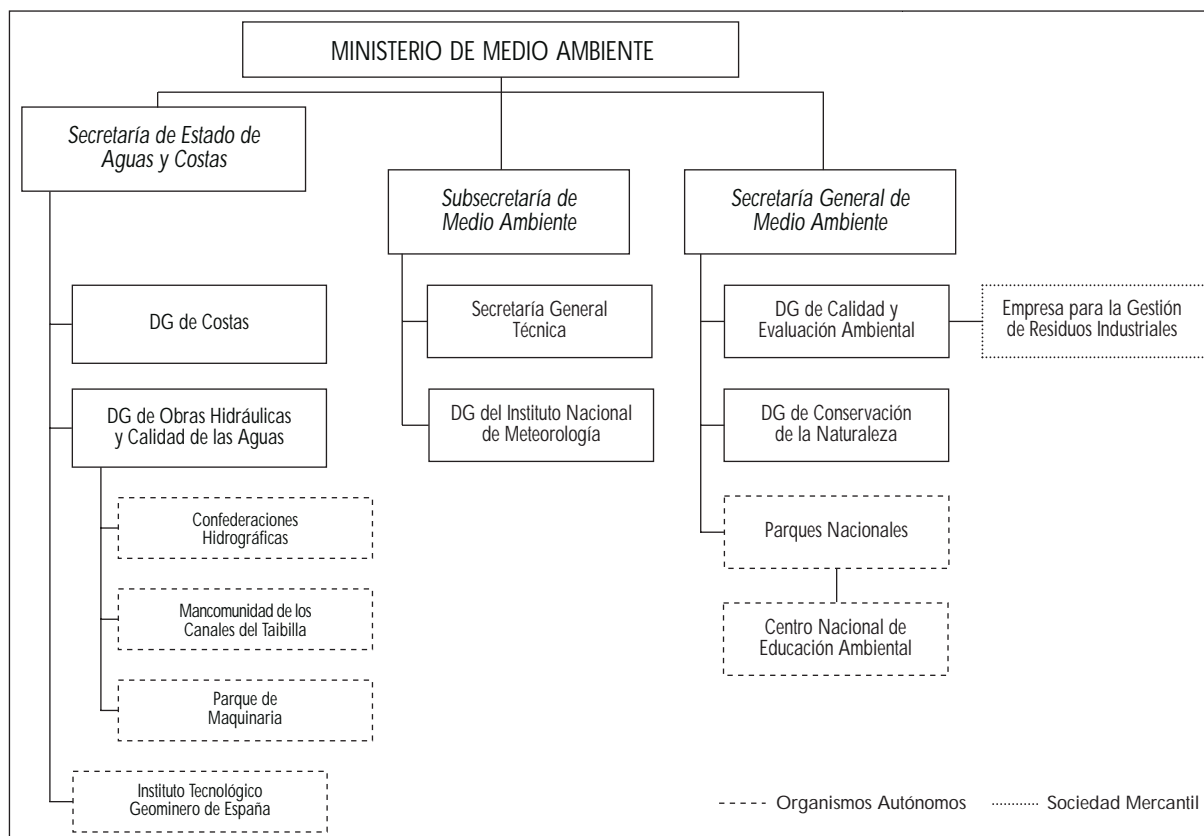 MINISTERIO DE MEDIO AMBIENTE
Secretaría de Estado de
Aguas y Costas
Subsecretaría de
Medio Ambiente
Secretaría General de
Medio Ambiente
DG de Costas
Secretaría General
Técnica
DG de Calidad y
Evaluación Ambiental
Empresa para la Gestión
de Residuos Industriales
DG de Obras Hidráulicas
y Calidad de las Aguas
DG del Instituto Nacional
de Meteorología
DG de Conservación
de la Naturaleza
Confederaciones
Hidrográficas
Parques Nacionales
Mancomunidad de los
Canales del Taibilla
Centro Nacional de
Educación Ambiental
Parque de
Maquinaria
Instituto Tecnológico
Geominero de España
Organismos Autónomos
Sociedad Mercantil